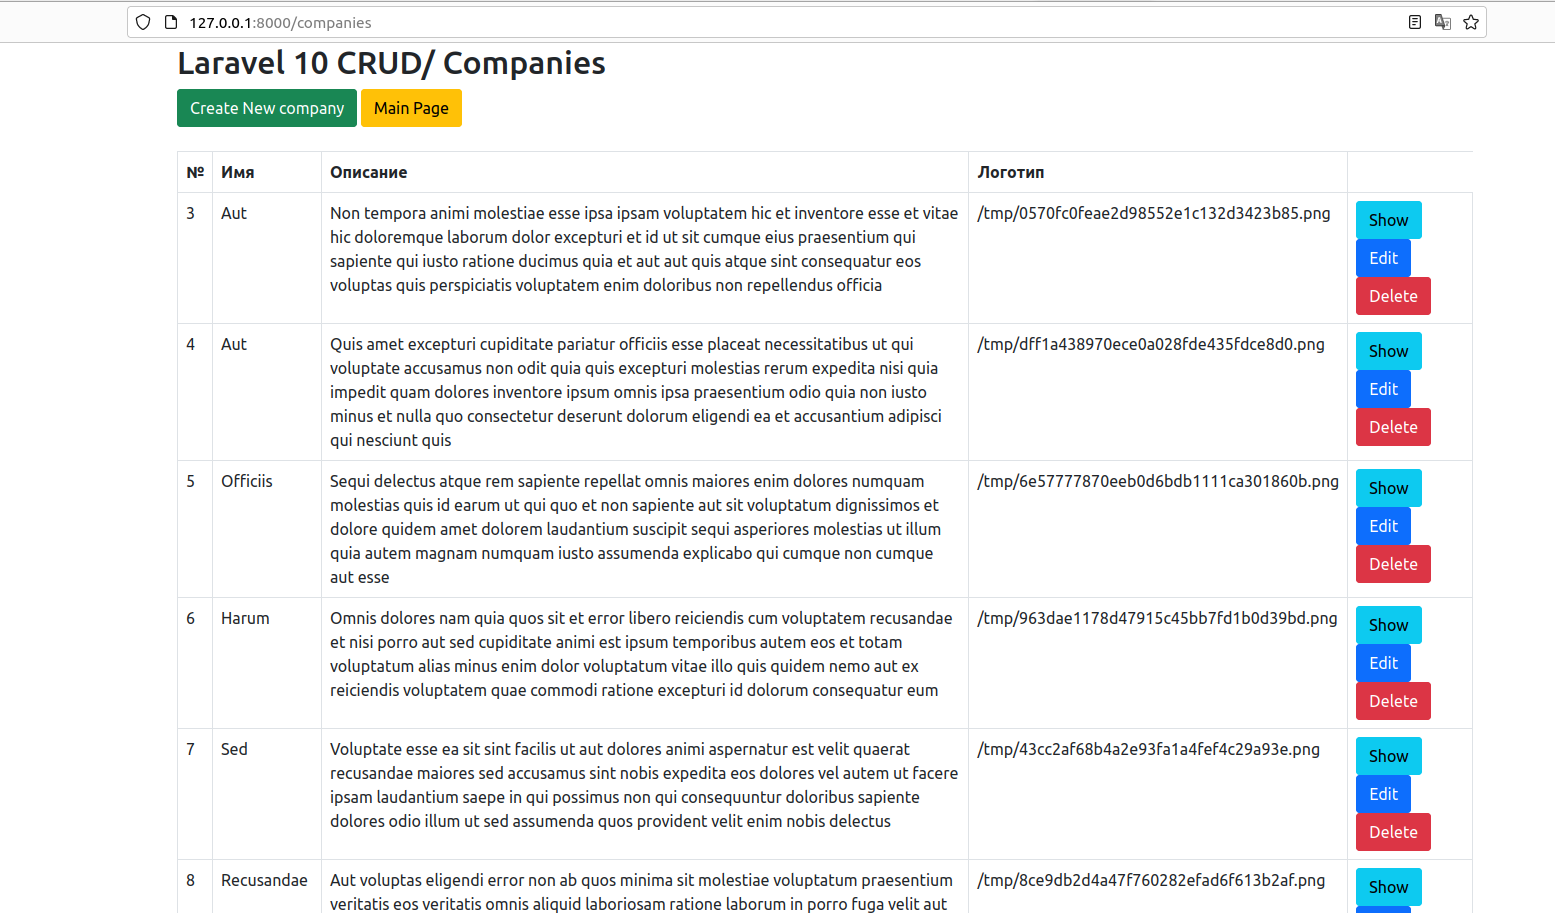 127.0.0.1:8000/companies
Laravel 10 CRUD/ Companies
Create New company Main Page
№ Имя Описание Логотип
3 Aut Non tempora animi molestiae esse ipsa ipsam voluptatem hic et inventore esse et vitae /tmp/0570fc0feae2d98552e1c132d3423b85.png Show
hic doloremque laborum dolor excepturi et id ut sit cumque eius praesentium qui
sapiente qui iusto ratione ducimus quia et aut aut quis atque sint consequatur eos Edit
voluptas quis perspiciatis voluptatem enim doloribus non repellendus officia Delete
4 Aut Quis amet excepturi cupiditate pariatur officiis esse placeat necessitatibus ut qui /tmp/dff1a438970ece0a028fde435fdce8d0.png Show
voluptate accusamus non odit quia quis excepturi molestias rerum expedita nisi quia
impedit quam dolores inventore ipsum omnis ipsa praesentium odio quia non iusto Edit
minus et nulla quo consectetur deserunt dolorum eligendi ea et accusantium adipisci Delete
qui nesciunt quis
5 Officiis Sequi delectus atque rem sapiente repellat omnis maiores enim dolores numquam /tmp/6e57777870eeb0d6bdb1111ca301860b.png Show
molestias quis id earum ut qui quo et non sapiente aut sit voluptatum dignissimos et
dolore quidem amet dolorem laudantium suscipit sequi asperiores molestias ut illum Edit
quia autem magnam numquam iusto assumenda explicabo qui cumque non cumque Delete
aut esse
6 Harum Omnis dolores nam quia quos sit et error libero reiciendis cum voluptatem recusandae /tmp/963dae1178d47915c45bb7fd1b0d39bd.png Show
et nisi porro aut sed cupiditate animi est ipsum temporibus autem eos et totam
voluptatum alias minus enim dolor voluptatum vitae illo quis quidem nemo aut ex Edit
reiciendis voluptatem quae commodi ratione excepturi id dolorum consequatur eum Delete
7 Sed Voluptate esse ea sit sint facilis ut aut dolores animi aspernatur est velit quaerat /tmp/43cc2af68b4a2e93fa1a4fef4c29a93e.png Show
recusandae maiores sed accusamus sint nobis expedita eos dolores vel autem ut facere
ipsam laudantium saepe in qui possimus non qui consequuntur doloribus sapiente Edit
dolores odio illum ut sed assumenda quos provident velit enim nobis delectus Delete
8 Recusandae Aut voluptas eligendi error non ab quos minima sit molestiae voluptatum praesentium /tmp/8ce9db2d4a47f760282efad6f613b2af.png Show
veritatis eos veritatis omnis aliquid laboriosam ratione laborum in porro fuga velit aut